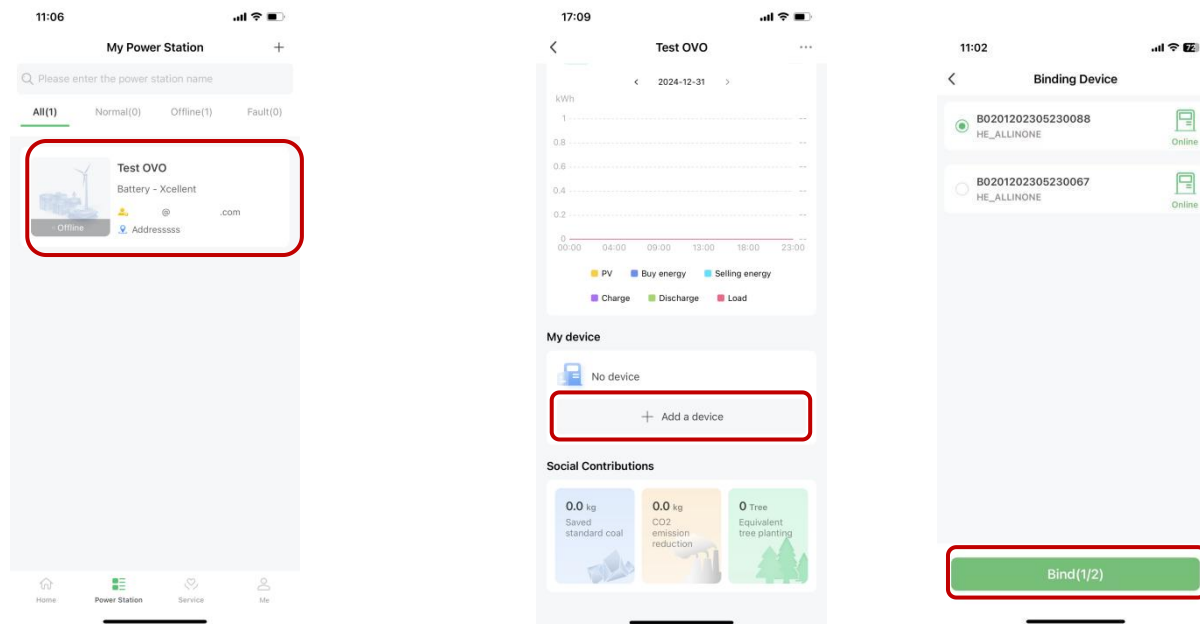 11:06
My Power Station
+
Please enter the power station name
All(1) Normal(0) Offline(1) Fault(0)
Test OVO
Battery - Xcellent
@ .com
Addresssss
Offline
Home Power Station Service Me
17:09
Test OVO
...
< 2024-12-31 >
kWh
1 --
0.8 --
0.6 --
0.4 --
0.2 --
0 --
00:00 04:00 09:00 13:00 18:00 23:00
PV Buy energy Selling energy
Charge Discharge Load
My device
No device
+ Add a device
Social Contributions
0.0 kg
Saved
standard coal
0.0 kg
CO2
emission
reduction
0 Tree
Equivalent
tree planting
11:02
72
Binding Device
B0201202305230088
HE_ALLINONE
Online
B0201202305230067
HE_ALLINONE
Online
Bind(1/2)